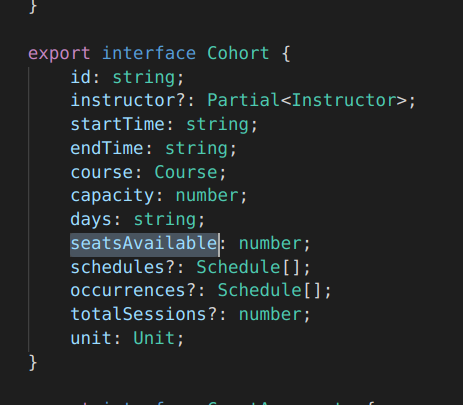 }
export interface Cohort {
id: string;
instructor?: Partial<Instructor>;
startTime: string;
endTime: string;
course: Course;
capacity: number;
days: string;
seatsAvailable: number;
schedules?: Schedule[];
occurrences?: Schedule[];
totalSessions?: number;
unit: Unit;
}